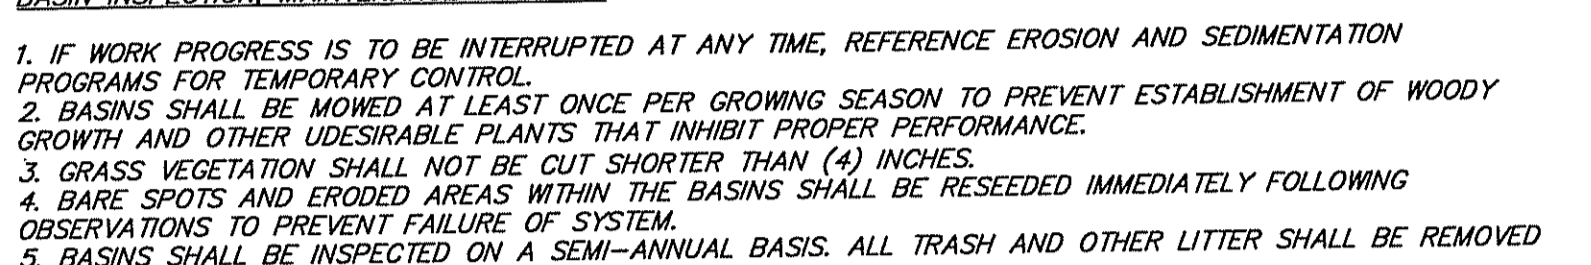 BASIN INSPECTION,
1. IF WORK PROGRESS IS TO BE INTERRUPTED AT ANY TIME, REFERENCE EROSION AND SEDIMENTATION
PROGRAMS FOR TEMPORARY CONTROL.
2. BASINS SHALL BE MOWED AT LEAST ONCE PER GROWING SEASON TO PREVENT ESTABLISHMENT OF WOODY
GROWTH AND OTHER UDESIRABLE PLANTS THAT INHIBIT PROPER PERFORMANCE.
3. GRASS VEGETATION SHALL NOT BE CUT SHORTER THAN (4) INCHES.
4. BARE SPOTS AND ERODED AREAS WITHIN THE BASINS SHALL BE RESEEDED IMMEDIATELY FOLLOWING
OBSERVATIONS TO PREVENT FAILURE OF SYSTEM.
5. BASINS SHALL BE INSPECTED ON A SEMI-ANNUAL BASIS. ALL TRASH AND OTHER LITTER SHALL BE REMOVED